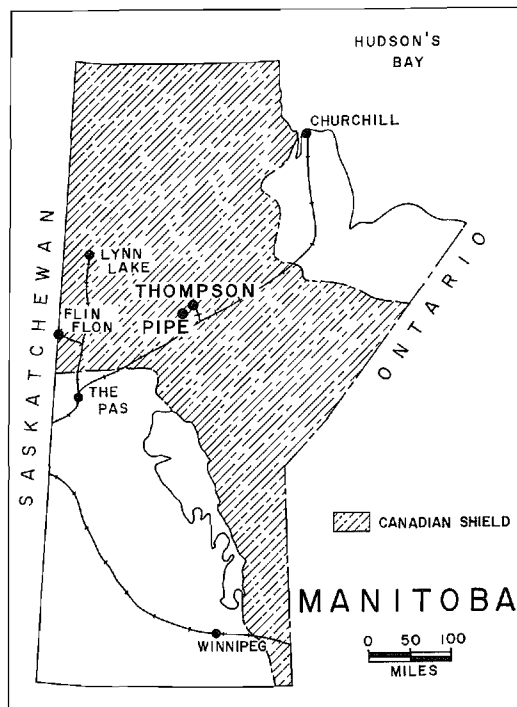 HUDSON'S
BAY
CHURCHILL
LYNN
LAKE
THOMPSON
PIPE
FLIN
FLON
THE
PAS
SASKATCHEWAN
ONTARIO
CANADIAN SHIELD
MANITOBA
WINNIPEG
0 50 100
MILES